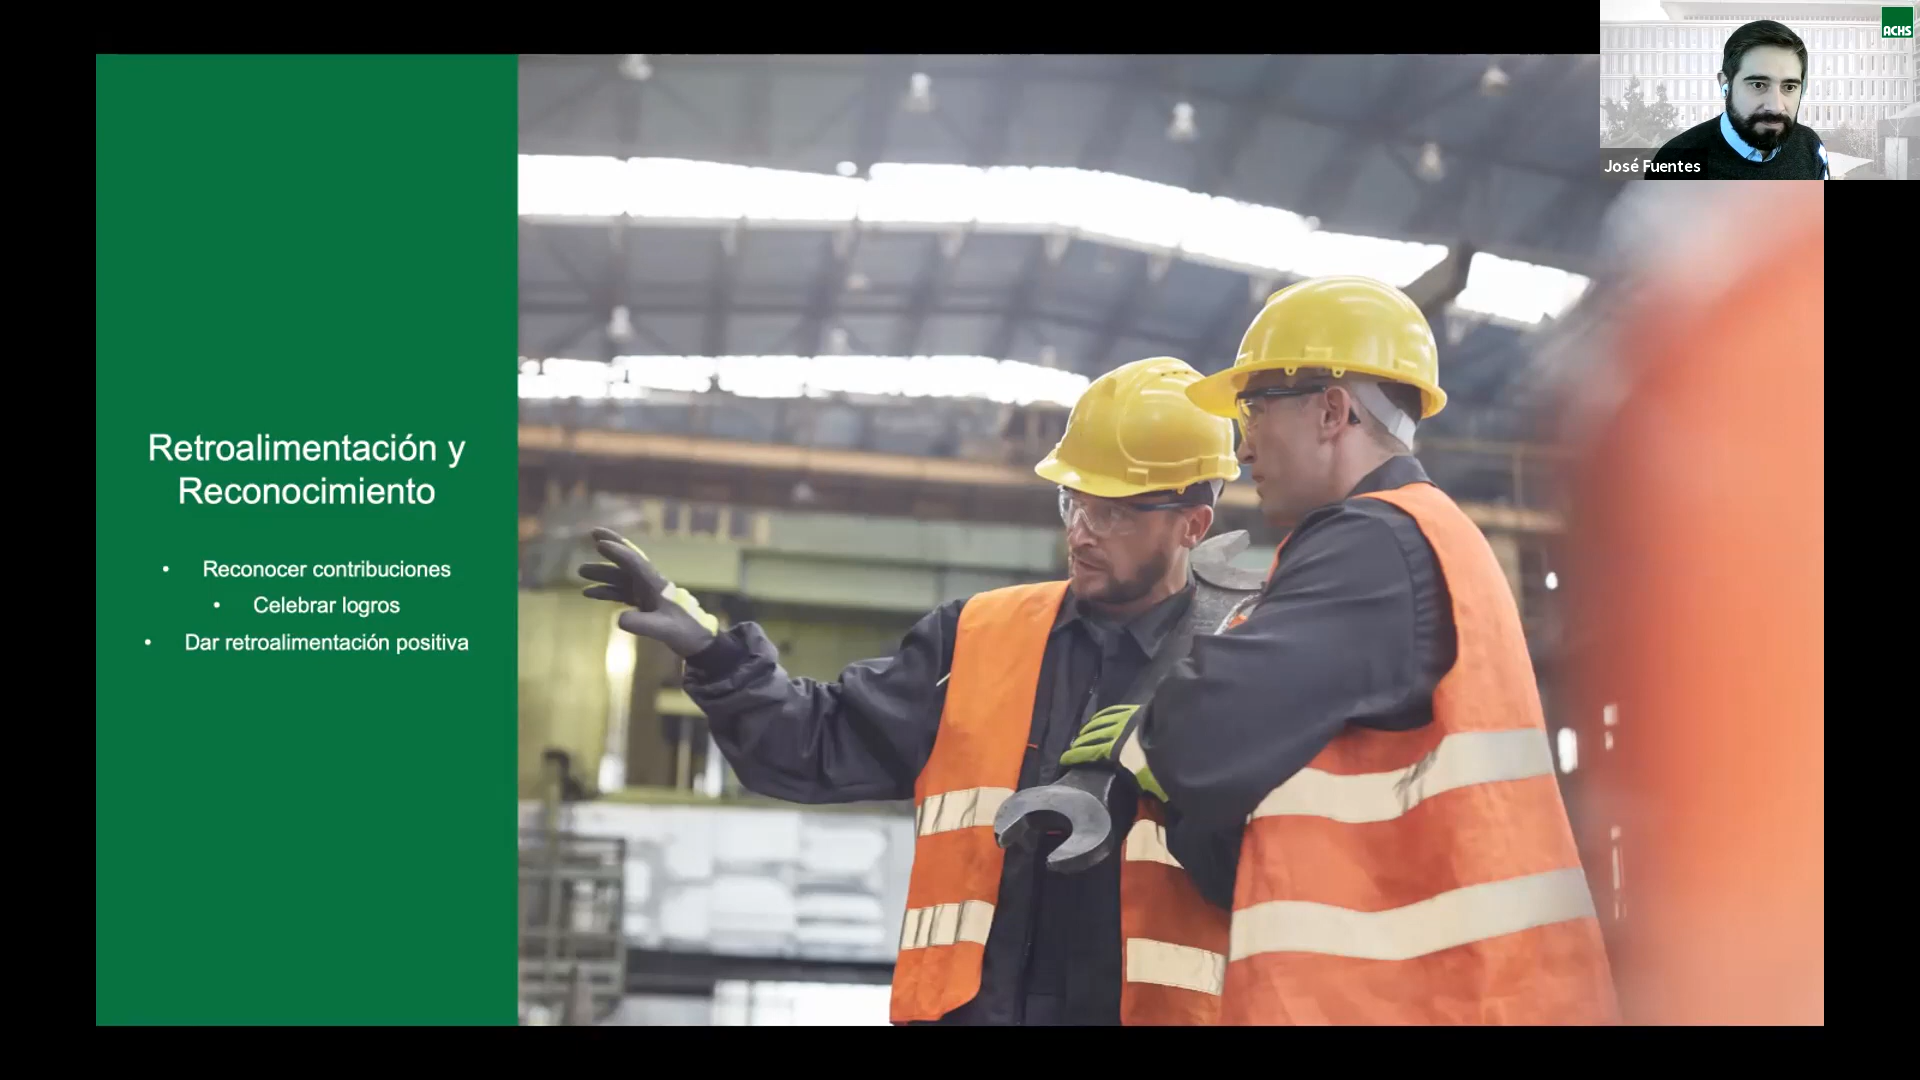 ACHS
José Fuentes
Retroalimentación y
Reconocimiento
• Reconocer contribuciones
• Celebrar logros
• Dar retroalimentación positiva